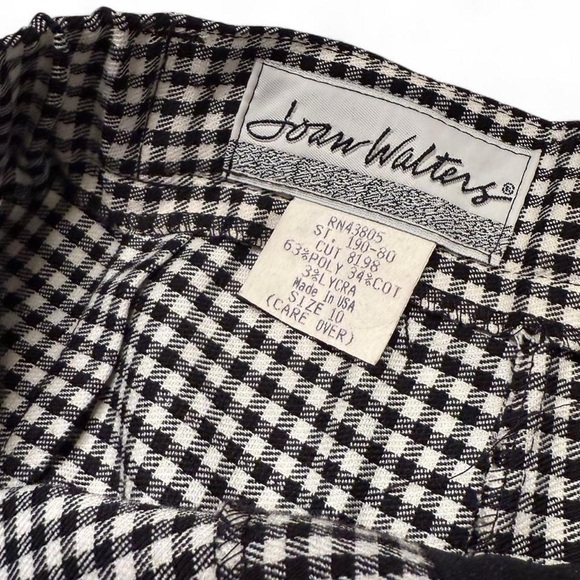 Joan Walters®
RN43805
ST 190-80
CUT 8198
63%POLY 34%COT
3%LYCRA
Made In USA
SIZE 10
(CARE OVER)